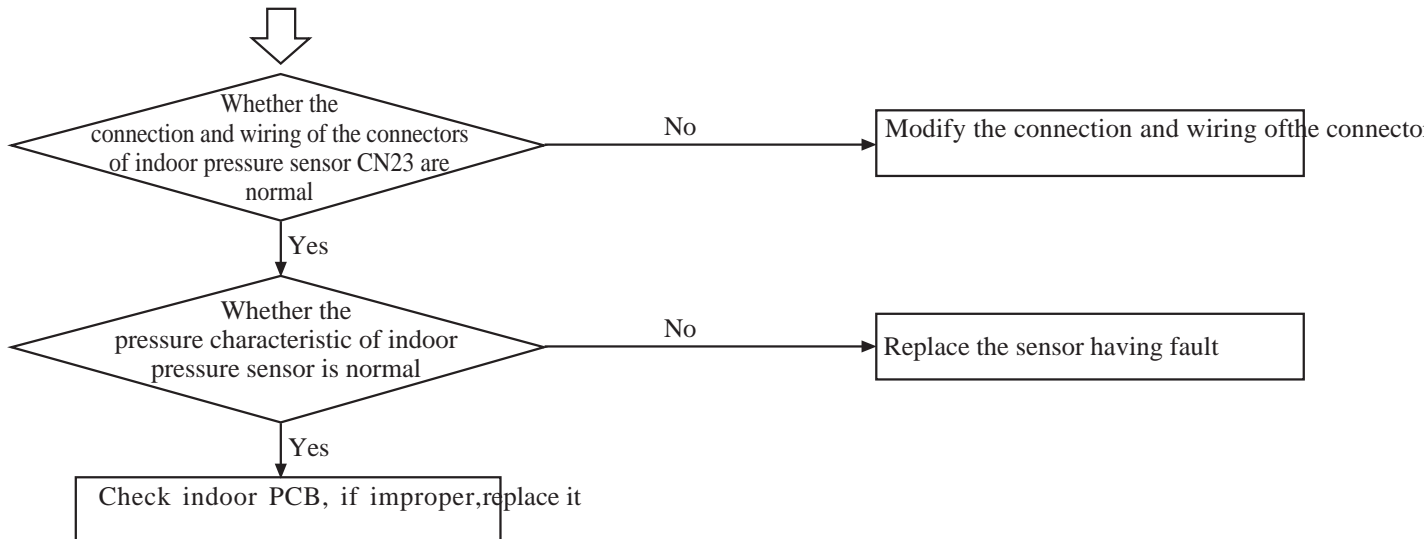 Whether the
connection and wiring of the connectors
of indoor pressure sensor CN23 are
normal
No
Modify the connection and wiring ofthe connector
Yes
Whether the
pressure characteristic of indoor
pressure sensor is normal
No
Replace the sensor having fault
Yes
Check indoor PCB, if improper,replace it